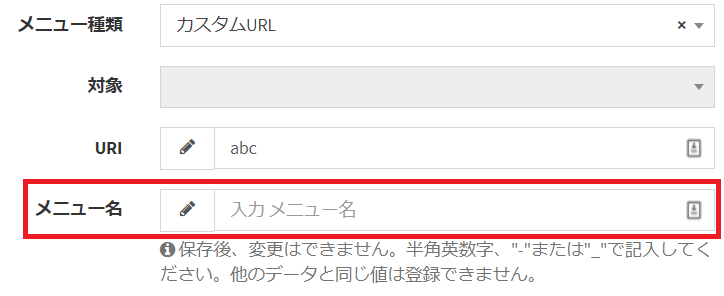 メニュー種類 カスタムURL ×
対象
URI abc
メニュー名 入力 メニュー名
保存後、変更はできません。半角英数字、"-"または"_"で記入してく
ださい。他のデータと同じ値は登録できません。